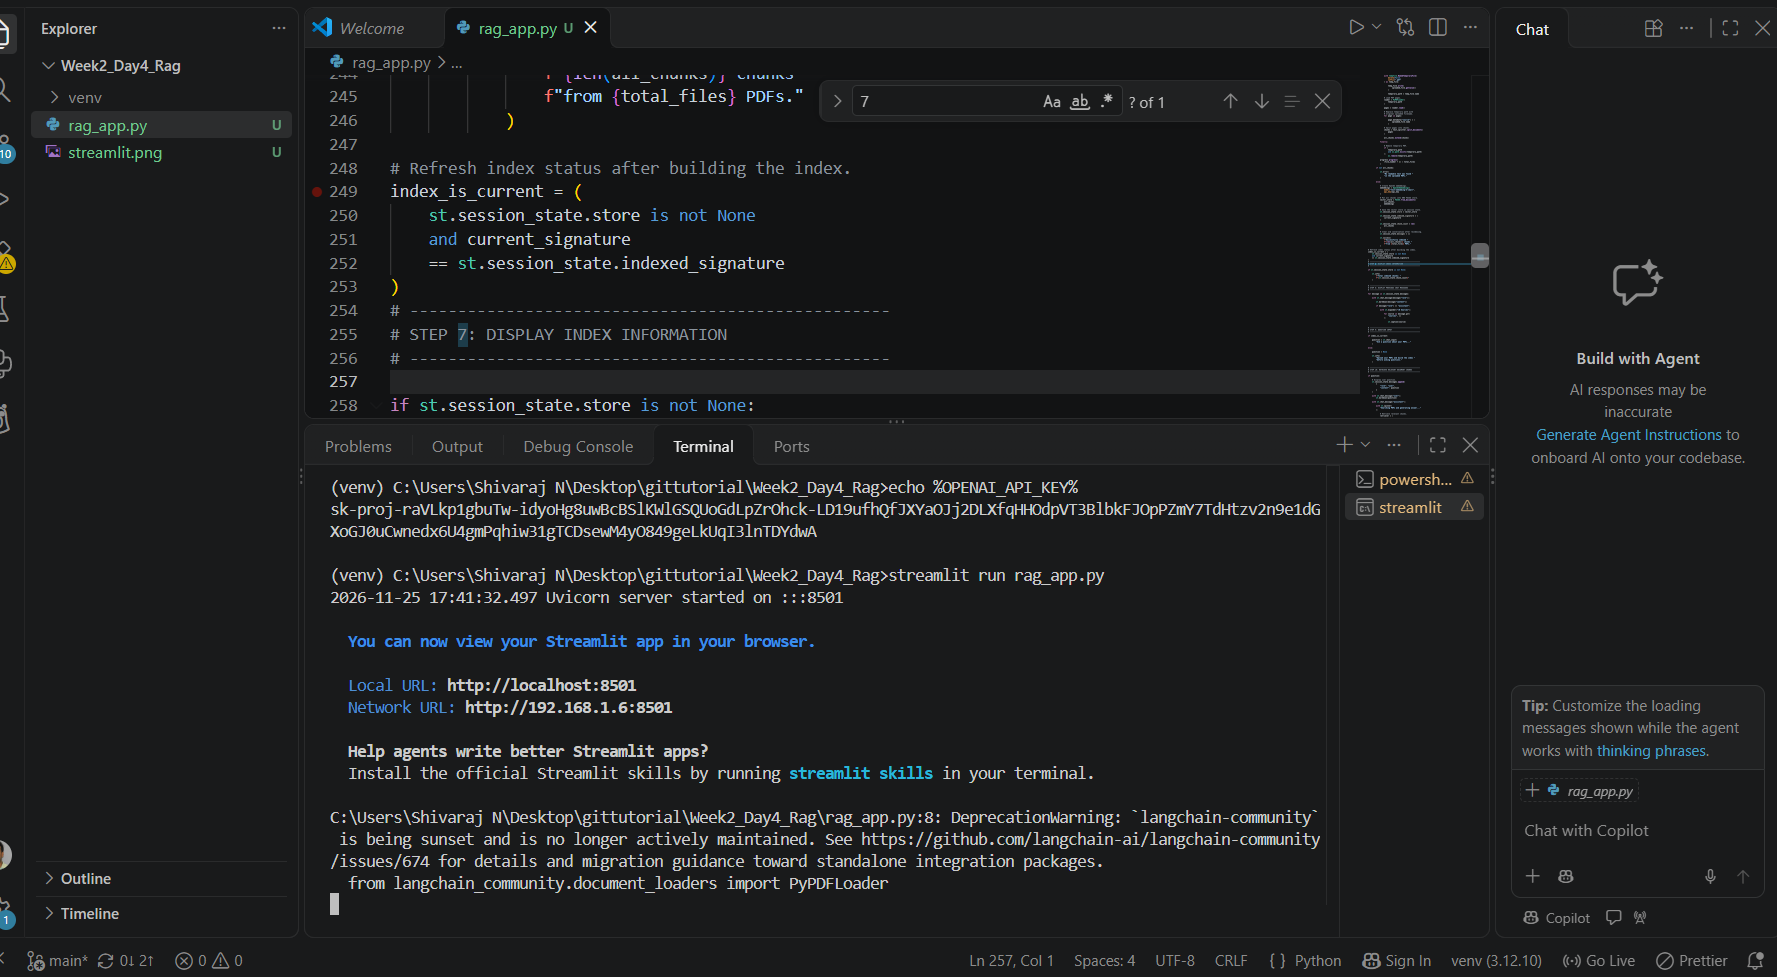 Explorer
Week2_Day4_Rag
venv
rag_app.py U
streamlit.png U
Outline
Timeline
10
1
Welcome
rag_app.py U
rag_app.py > ...
7
Aa ab .* ? of 1
245 f"from {total_files} PDFs."
246 )
247
248 # Refresh index status after building the index.
249 index_is_current = (
250 st.session_state.store is not None
251 and current_signature
252 == st.session_state.indexed_signature
253 )
254 # --------------------------------------------------
255 # STEP 7: DISPLAY INDEX INFORMATION
256 # --------------------------------------------------
257
258 if st.session_state.store is not None:
Problems Output Debug Console Terminal Ports
(venv) C:\Users\Shivaraj N\Desktop\gittutorial\Week2_Day4_Rag>echo %OPENAI_API_KEY%
sk-proj-raVLkp1gbuTw-idyoHg8uwBcBSlKWlGSQUoGdLpZrOhck-LD19ufhQfJXYaOJj2DLXfqHHOdpVT3BlbkFJOpPZmY7TdHtzv2n9e1dG
XoGJ0uCwnedx6U4gmPqhiw31gTCDsewM4yO849geLkUqI3lnTDYdwA
(venv) C:\Users\Shivaraj N\Desktop\gittutorial\Week2_Day4_Rag>streamlit run rag_app.py
2026-11-25 17:41:32.497 Uvicorn server started on :::8501
You can now view your Streamlit app in your browser.
Local URL: http://localhost:8501
Network URL: http://192.168.1.6:8501
Help agents write better Streamlit apps?
Install the official Streamlit skills by running streamlit skills in your terminal.
C:\Users\Shivaraj N\Desktop\gittutorial\Week2_Day4_Rag\rag_app.py:8: DeprecationWarning: `langchain-community`
is being sunset and is no longer actively maintained. See https://github.com/langchain-ai/langchain-community
/issues/674 for details and migration guidance toward standalone integration packages.
from langchain_community.document_loaders import PyPDFLoader
powersh...
streamlit
Chat
Build with Agent
AI responses may be
inaccurate
Generate Agent Instructions to
onboard AI onto your codebase.
Tip: Customize the loading
messages shown while the agent
works with thinking phrases.
rag_app.py
Chat with Copilot
Copilot
main* 0↓ 2↑ 0 0
Ln 257, Col 1 Spaces: 4 UTF-8 CRLF { } Python Sign In venv (3.12.10) Go Live Prettier